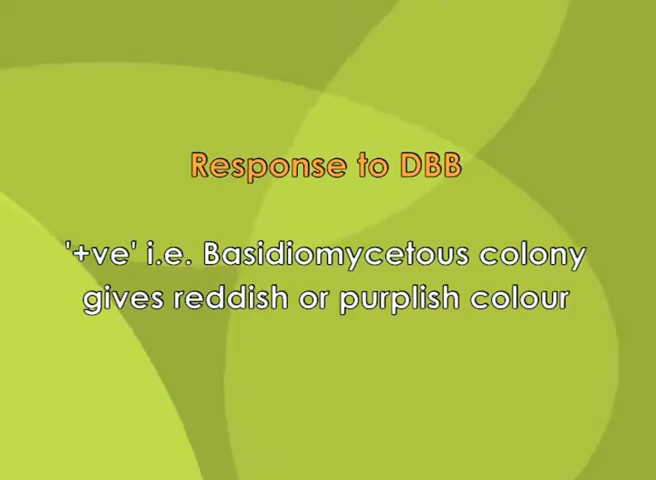 Response to DBB
'+ve' i.e. Basidiomycetous colony
gives reddish or purplish colour